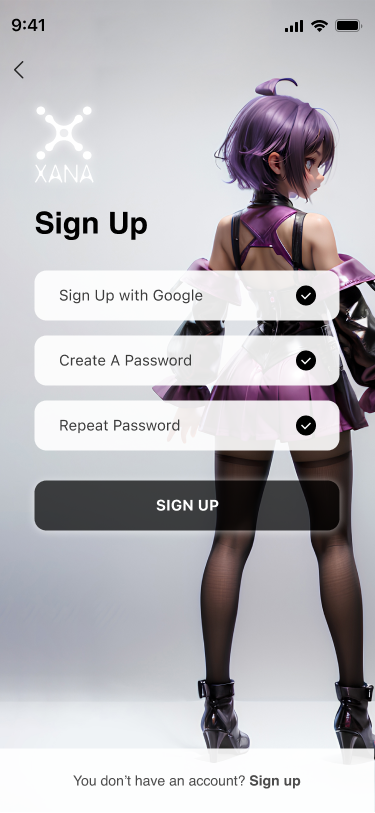 9:41
XANA
Sign Up
Sign Up with Google
Create A Password
Repeat Password
SIGN UP
You don’t have an account? Sign up